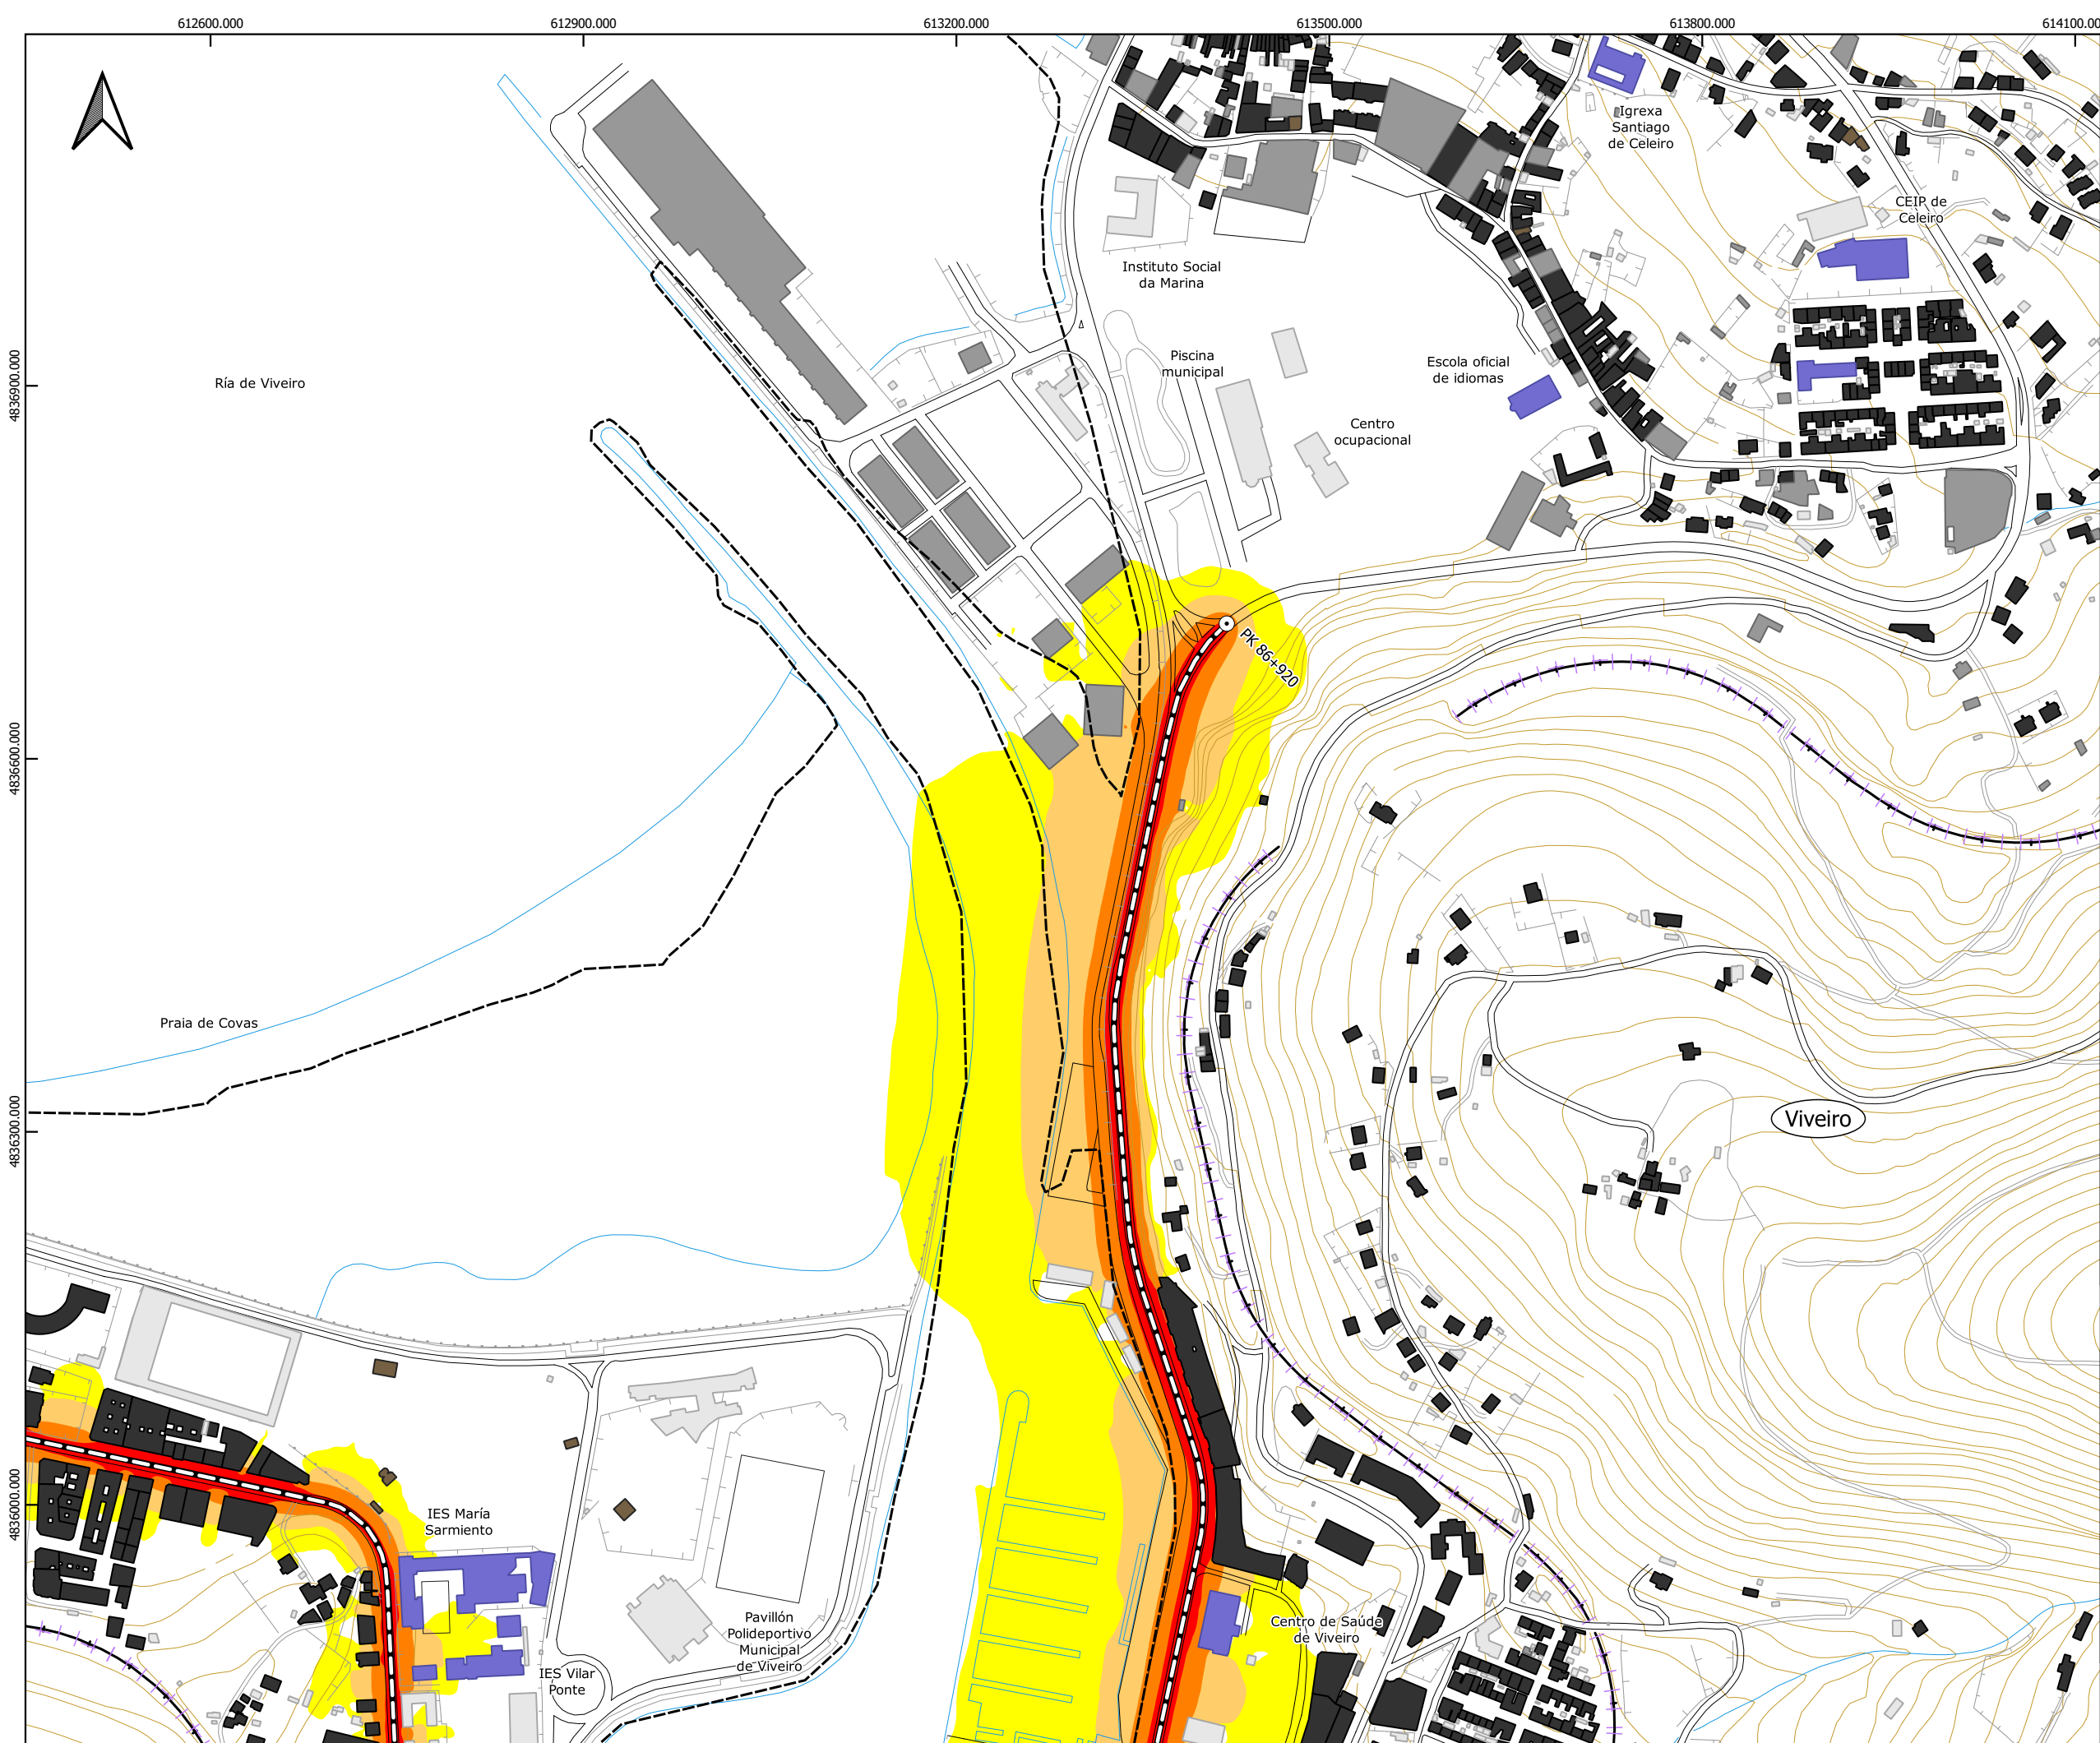 612600.000
612900.000
613200.000
613500.000
613800.000
614100.00
4836900.000
4836600.000
4836300.000
4836000.000
Igrexa
Santiago
de Celeiro
CEIP de
Celeiro
Instituto Social
da Marina
Piscina
municipal
Escola oficial
de idiomas
Ría de Viveiro
Centro
ocupacional
PK 86+920
Praia de Covas
Viveiro
IES María
Sarmiento
Pavillón
Polideportivo
Municipal
de Viveiro
Centro de Saúde
de Viveiro
IES Vilar
Ponte